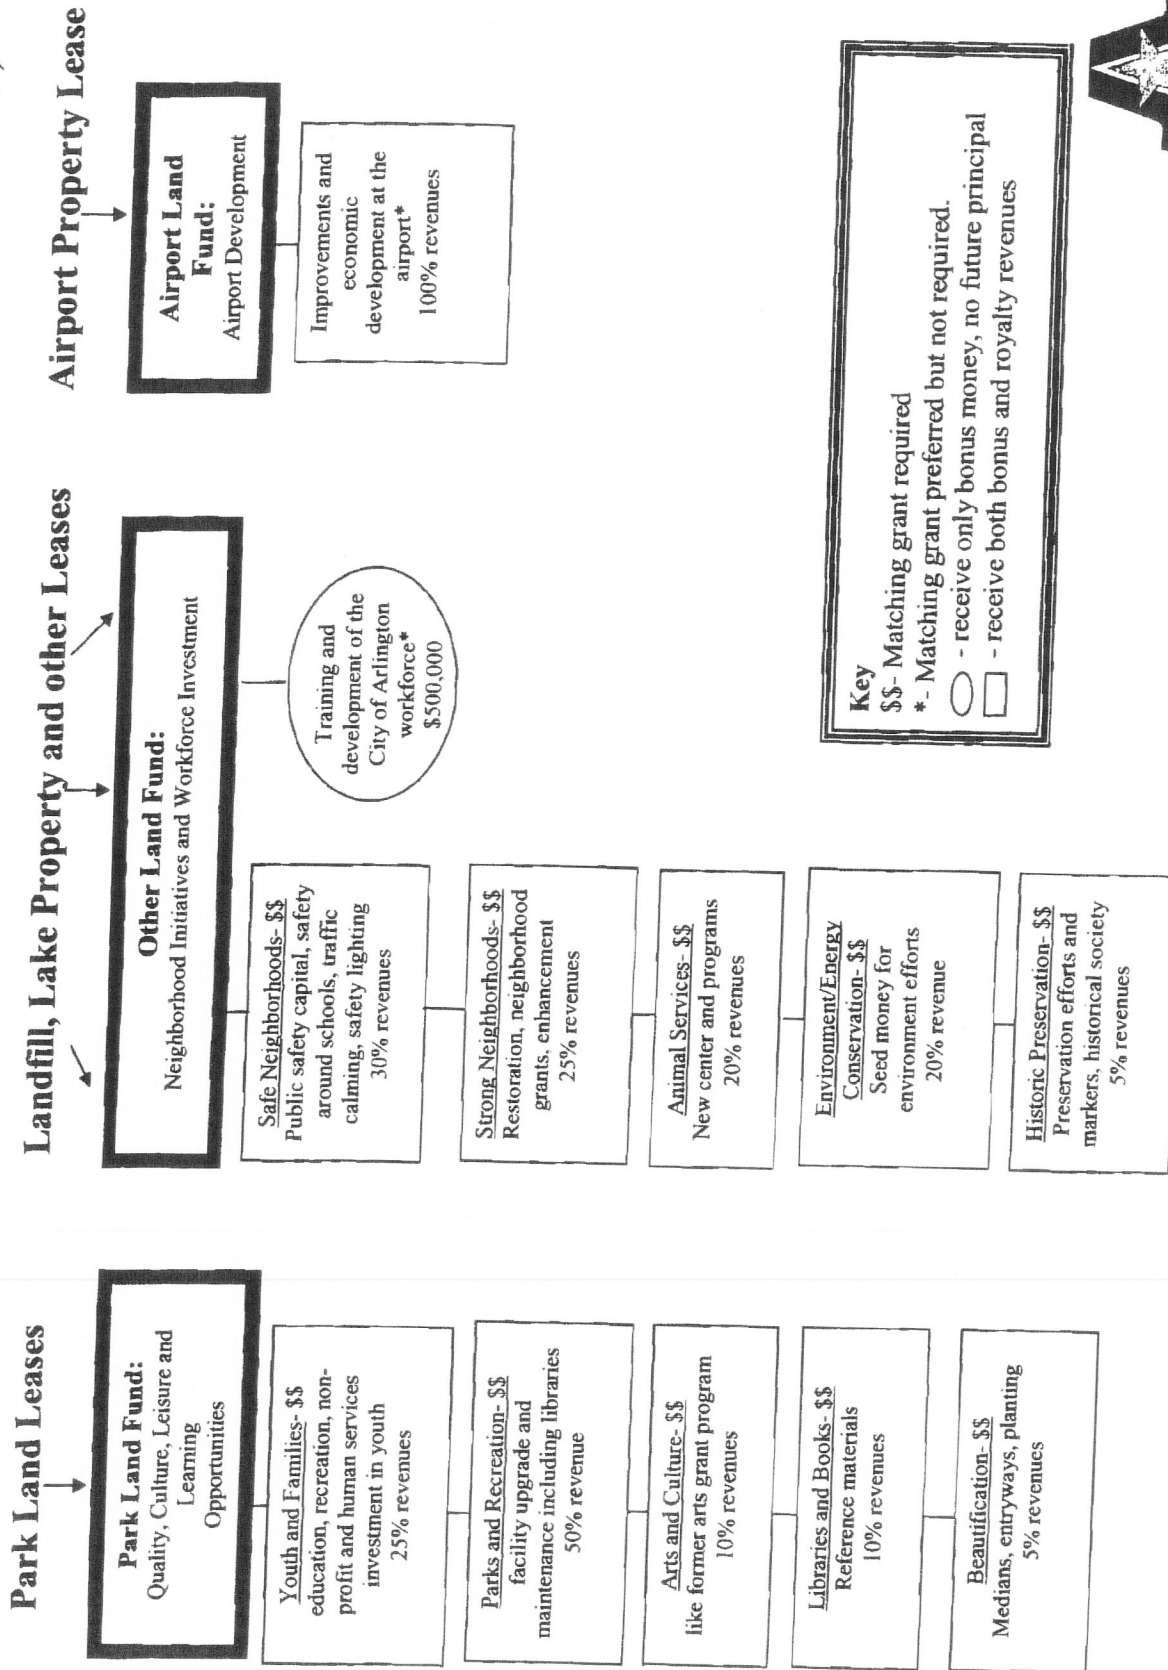 Park Land Leases
Park Land Fund:
Quality, Culture, Leisure and
Learning
Opportunities
Youth and Families- $$
education, recreation, non-
profit and human services
investment in youth
25% revenues
Parks and Recreation- $$
facility upgrade and
maintenance including libraries
50% revenue
Arts and Culture- $$
like former arts grant program
10% revenues
Libraries and Books- $$
Reference materials
10% revenues
Beautification- $$
Medians, entryways, planting
5% revenues
Landfill, Lake Property and other Leases
Other Land Fund:
Neighborhood Initiatives and Workforce Investment
Safe Neighborhoods- $$
Public safety capital, safety
around schools, traffic
calming, safety lighting
30% revenues
Strong Neighborhoods- $$
Restoration, neighborhood
grants, enhancement
25% revenues
Animal Services- $$
New center and programs
20% revenues
Environment/Energy
Conservation- $$
Seed money for
environment efforts
20% revenue
Historic Preservation- $$
Preservation efforts and
markers, historical society
5% revenues
Training and
development of the
City of Arlington
workforce*
$500,000
Airport Property Lease
Airport Land
Fund:
Airport Development
Improvements and
economic
development at the
airport*
100% revenues
Key
$$- Matching grant required
*- Matching grant preferred but not required.
- receive only bonus money, no future principal
- receive both bonus and royalty revenues